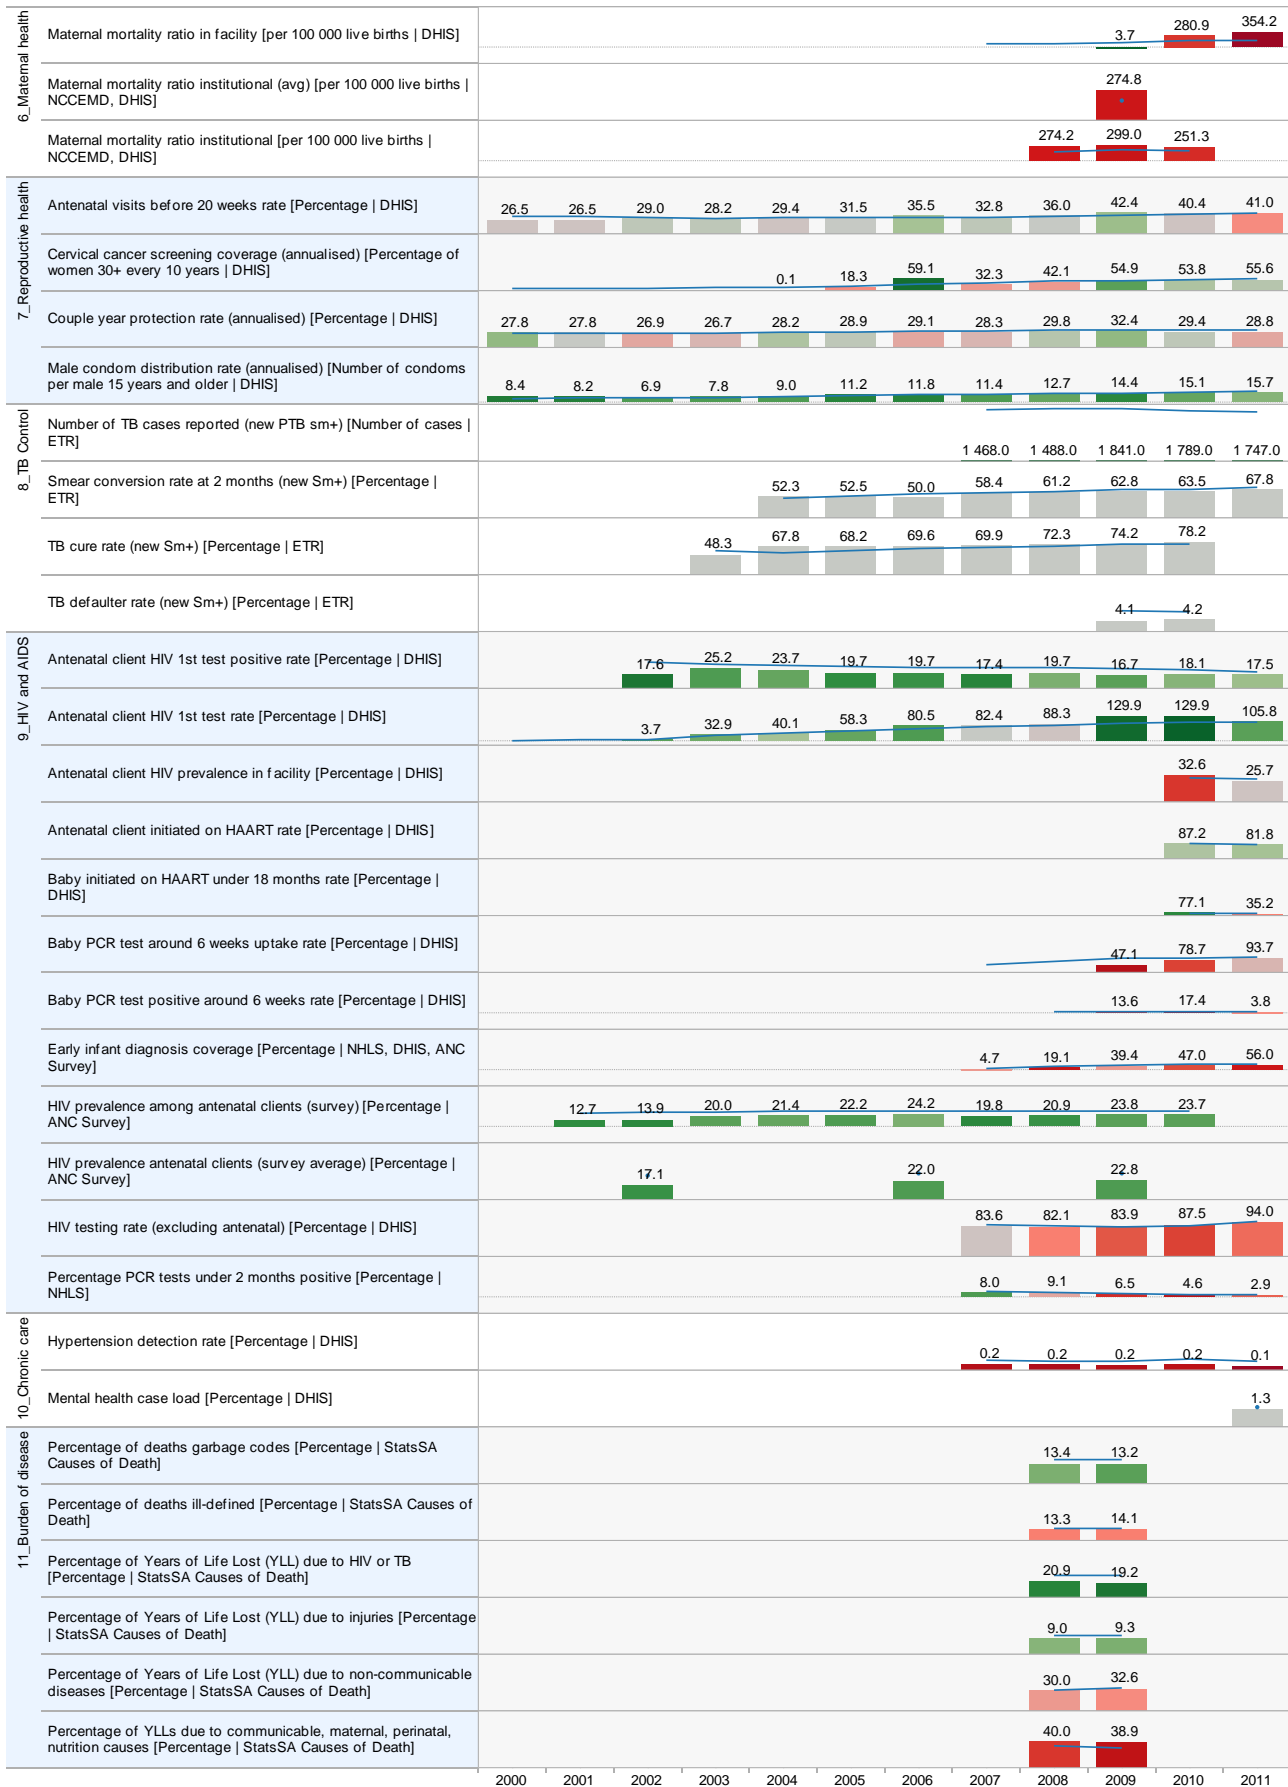 6_Maternal health
Maternal mortality ratio in facility [per 100 000 live births | DHIS]
3.7 280.9 354.2
Maternal mortality ratio institutional (avg) [per 100 000 live births |
NCCEMD, DHIS]
274.8
Maternal mortality ratio institutional [per 100 000 live births |
NCCEMD, DHIS]
274.2 299.0 251.3
7_Reproductive health
Antenatal visits before 20 weeks rate [Percentage | DHIS]
26.5 26.5 29.0 28.2 29.4 31.5 35.5 32.8 36.0 42.4 40.4 41.0
Cervical cancer screening coverage (annualised) [Percentage of
women 30+ every 10 years | DHIS]
0.1 18.3 59.1 32.3 42.1 54.9 53.8 55.6
Couple year protection rate (annualised) [Percentage | DHIS]
27.8 27.8 26.9 26.7 28.2 28.9 29.1 28.3 29.8 32.4 29.4 28.8
Male condom distribution rate (annualised) [Number of condoms
per male 15 years and older | DHIS]
8.4 8.2 6.9 7.8 9.0 11.2 11.8 11.4 12.7 14.4 15.1 15.7
8_TB Control
Number of TB cases reported (new PTB sm+) [Number of cases |
ETR]
1 468.0 1 488.0 1 841.0 1 789.0 1 747.0
Smear conversion rate at 2 months (new Sm+) [Percentage |
ETR]
52.3 52.5 50.0 58.4 61.2 62.8 63.5 67.8
TB cure rate (new Sm+) [Percentage | ETR]
48.3 67.8 68.2 69.6 69.9 72.3 74.2 78.2
TB defaulter rate (new Sm+) [Percentage | ETR]
4.1 4.2
9_HIV and AIDS
Antenatal client HIV 1st test positive rate [Percentage | DHIS]
17.6 25.2 23.7 19.7 19.7 17.4 19.7 16.7 18.1 17.5
Antenatal client HIV 1st test rate [Percentage | DHIS]
3.7 32.9 40.1 58.3 80.5 82.4 88.3 129.9 129.9 105.8
Antenatal client HIV prevalence in facility [Percentage | DHIS]
32.6 25.7
Antenatal client initiated on HAART rate [Percentage | DHIS]
87.2 81.8
Baby initiated on HAART under 18 months rate [Percentage |
DHIS]
77.1 35.2
Baby PCR test around 6 weeks uptake rate [Percentage | DHIS]
47.1 78.7 93.7
Baby PCR test positive around 6 weeks rate [Percentage | DHIS]
13.6 17.4 3.8
Early infant diagnosis coverage [Percentage | NHLS, DHIS, ANC
Survey]
4.7 19.1 39.4 47.0 56.0
HIV prevalence among antenatal clients (survey) [Percentage |
ANC Survey]
12.7 13.9 20.0 21.4 22.2 24.2 19.8 20.9 23.8 23.7
HIV prevalence antenatal clients (survey average) [Percentage |
ANC Survey]
17.1 22.0 22.8
HIV testing rate (excluding antenatal) [Percentage | DHIS]
83.6 82.1 83.9 87.5 94.0
Percentage PCR tests under 2 months positive [Percentage |
NHLS]
8.0 9.1 6.5 4.6 2.9
10_Chronic care
Hypertension detection rate [Percentage | DHIS]
0.2 0.2 0.2 0.2 0.1
Mental health case load [Percentage | DHIS]
1.3
11_Burden of disease
Percentage of deaths garbage codes [Percentage | StatsSA
Causes of Death]
13.4 13.2
Percentage of deaths ill-defined [Percentage | StatsSA Causes of
Death]
13.3 14.1
Percentage of Years of Life Lost (YLL) due to HIV or TB
[Percentage | StatsSA Causes of Death]
20.9 19.2
Percentage of Years of Life Lost (YLL) due to injuries [Percentage
| StatsSA Causes of Death]
9.0 9.3
Percentage of Years of Life Lost (YLL) due to non-communicable
diseases [Percentage | StatsSA Causes of Death]
30.0 32.6
Percentage of YLLs due to communicable, maternal, perinatal,
nutrition causes [Percentage | StatsSA Causes of Death]
40.0 38.9
2000 2001 2002 2003 2004 2005 2006 2007 2008 2009 2010 2011